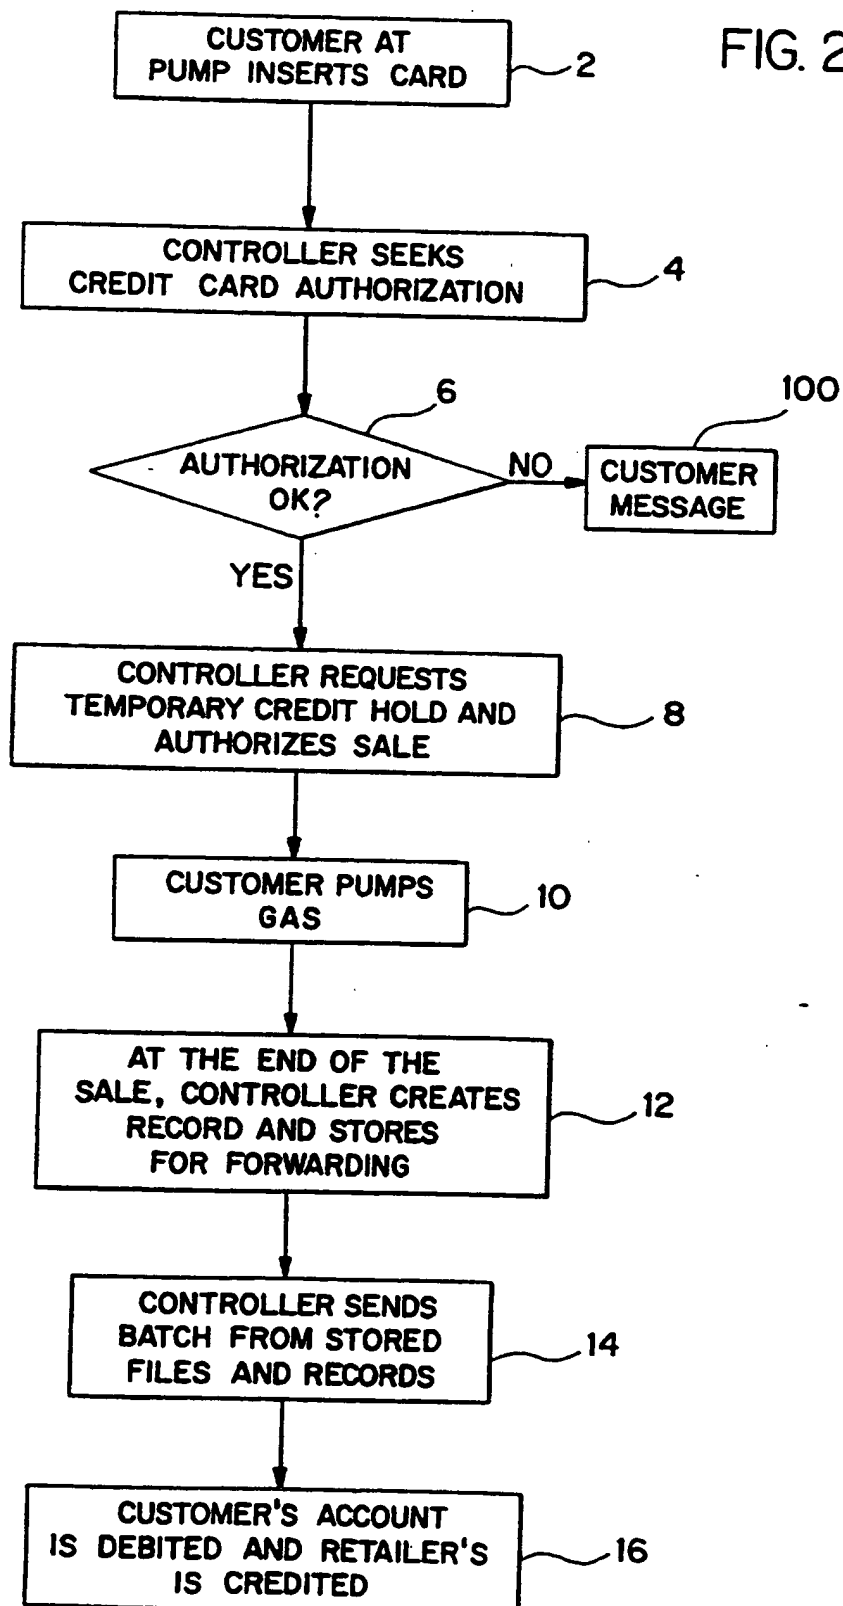 FIG. 2
CUSTOMER AT
PUMP INSERTS CARD
2
CONTROLLER SEEKS
CREDIT CARD AUTHORIZATION
4
6
AUTHORIZATION
OK?
NO
100
CUSTOMER
MESSAGE
YES
CONTROLLER REQUESTS
TEMPORARY CREDIT HOLD AND
AUTHORIZES SALE
8
CUSTOMER PUMPS
GAS
10
AT THE END OF THE
SALE, CONTROLLER CREATES
RECORD AND STORES
FOR FORWARDING
12
CONTROLLER SENDS
BATCH FROM STORED
FILES AND RECORDS
14
CUSTOMER'S ACCOUNT
IS DEBITED AND RETAILER'S
IS CREDITED
16